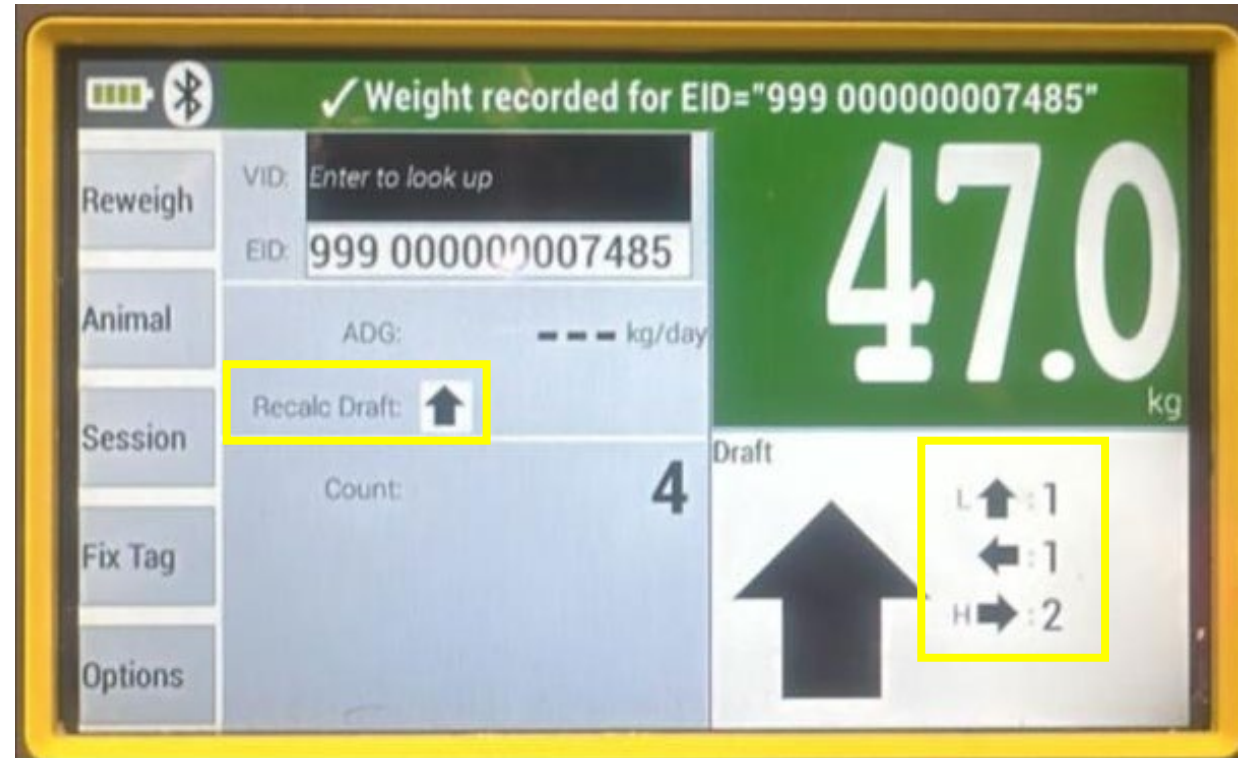 ✓ Weight recorded for EID="999 000000007485"
Reweigh
Animal
Session
Fix Tag
Options
VID: Enter to look up
EID: 999 000000007485
ADG: --- kg/day
Recalc Draft: ⬆
Count: 4
47.0
kg
Draft
L ⬆ : 1
⬅ : 1
H ➡ : 2